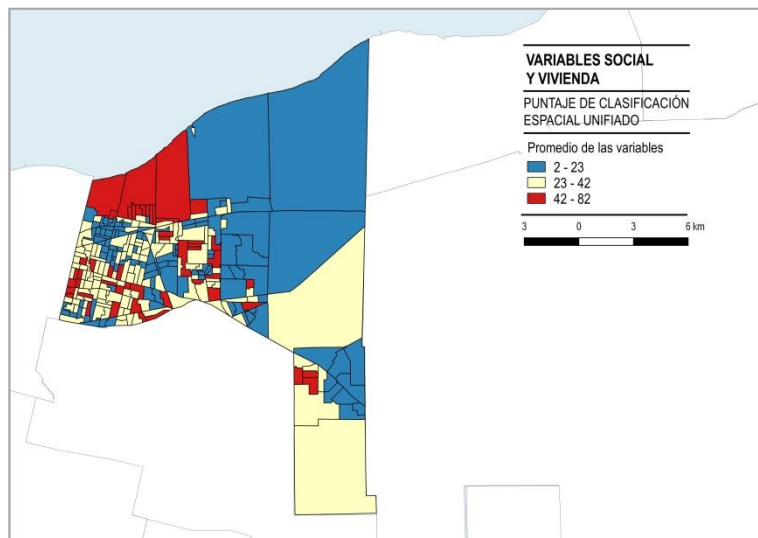 VARIABLES SOCIAL
Y VIVIENDA
PUNTAJE DE CLASIFICACIÓN
ESPACIAL UNIFIADO
Promedio de las variables
2 - 23
23 - 42
42 - 82
3 0 3 6 km